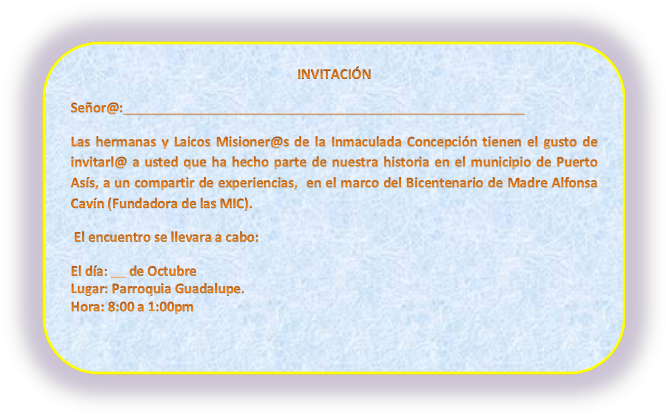 INVITACIÓN
Señor@:_______________________________________________________
Las hermanas y Laicos Misioner@s de la Inmaculada Concepción tienen el gusto de
invitarl@ a usted que ha hecho parte de nuestra historia en el municipio de Puerto
Asís, a un compartir de experiencias, en el marco del Bicentenario de Madre Alfonsa
Cavín (Fundadora de las MIC).
El encuentro se llevara a cabo:
El día: __ de Octubre
Lugar: Parroquia Guadalupe.
Hora: 8:00 a 1:00pm